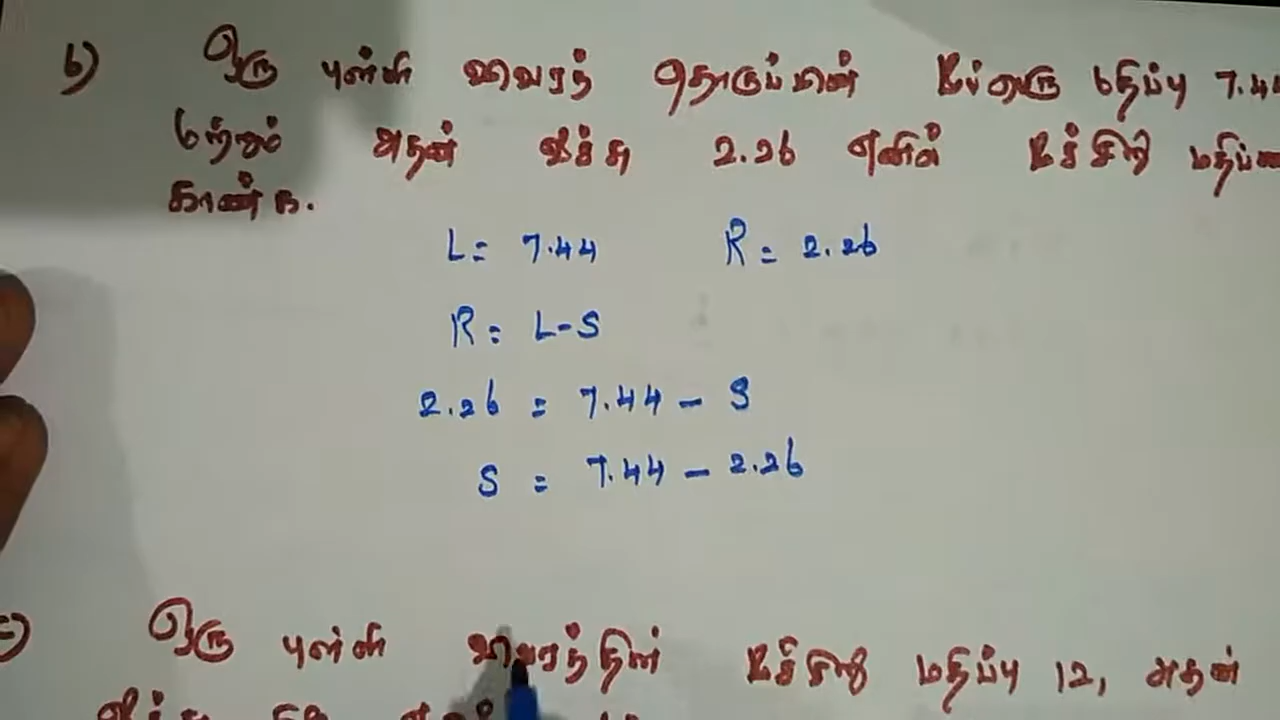 b) ஒரு புள்ளி விவரத் தொகுப்பின் மீப்பெரு மதிப்பு 7.44
மற்றும் அதன் வீச்சு 2.26 எனில் மீச்சிறு மதிப்பை
காண்க.
L = 7.44 R = 2.26
R = L - S
2.26 = 7.44 - S
S = 7.44 - 2.26
c) ஒரு புள்ளி விவரத்தின் மீச்சிறு மதிப்பு 12, அதன்
வீச்சு